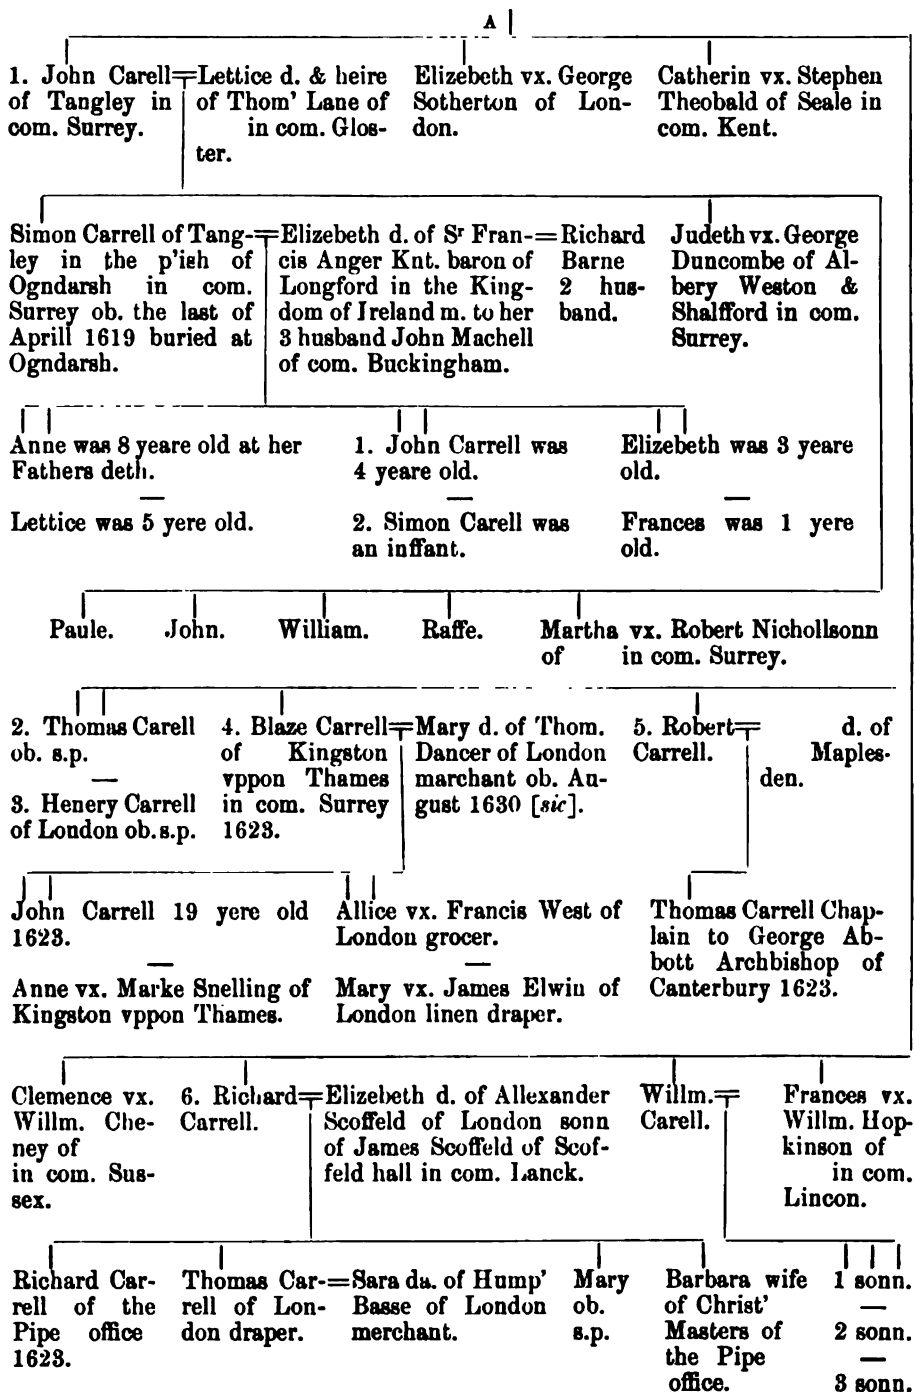 A
1. John Carell
of Tangley in
com. Surrey.
Lettice d. & heire
of Thom' Lane of
in com. Glos-
ter.
Elizebeth vx. George
Sotherton of Lon-
don.
Catherin vx. Stephen
Theobald of Seale in
com. Kent.
Simon Carrell of Tang-
ley in the p'ish of
Ogndarsh in com.
Surrey ob. the last of
Aprill 1619 buried at
Ogndarsh.
Elizebeth d. of Sr Fran-
cis Anger Knt. baron of
Longford in the King-
dom of Ireland m. to her
3 husband John Machell
of com. Buckingham.
Richard
Barne
2 hus-
band.
Judeth vx. George
Duncombe of Al-
bery Weston &
Shalfford in com.
Surrey.
Anne was 8 yeare old at her
Fathers deth.
—
Lettice was 5 yere old.
1. John Carrell was
4 yeare old.
—
2. Simon Carell was
an inffant.
Elizebeth was 3 yeare
old.
—
Frances was 1 yere
old.
Paule.
John.
William.
Raffe.
Martha vx. Robert Nichollsonn
of in com. Surrey.
2. Thomas Carell
ob. s.p.
—
3. Henery Carrell
of London ob. s.p.
4. Blaze Carrell
of Kingston
vppon Thames
in com. Surrey
1623.
Mary d. of Thom.
Dancer of London
marchant ob. Au-
gust 1630 [sic].
5. Robert
Carrell.
d. of
Maples-
den.
John Carrell 19 yere old
1623.
—
Anne vx. Marke Snelling of
Kingston vppon Thames.
Allice vx. Francis West of
London grocer.
—
Mary vx. James Elwin of
London linen draper.
Thomas Carrell Chap-
lain to George Ab-
bott Archbishop of
Canterbury 1623.
Clemence vx.
Willm. Che-
ney of
in com. Sus-
sex.
6. Richard
Carrell.
Elizebeth d. of Allexander
Scoffeld of London sonn
of James Scoffeld of Scof-
feld hall in com. Lanck.
Willm.
Carell.
Frances vx.
Willm. Hop-
kinson of
in com.
Lincon.
Richard Car-
rell of the
Pipe office
1623.
Thomas Car-
rell of Lon-
don draper.
Sara da. of Hump'
Basse of London
merchant.
Mary
ob.
s.p.
Barbara wife
of Christ'
Masters of
the Pipe
office.
1 sonn.
—
2 sonn.
—
3 sonn.